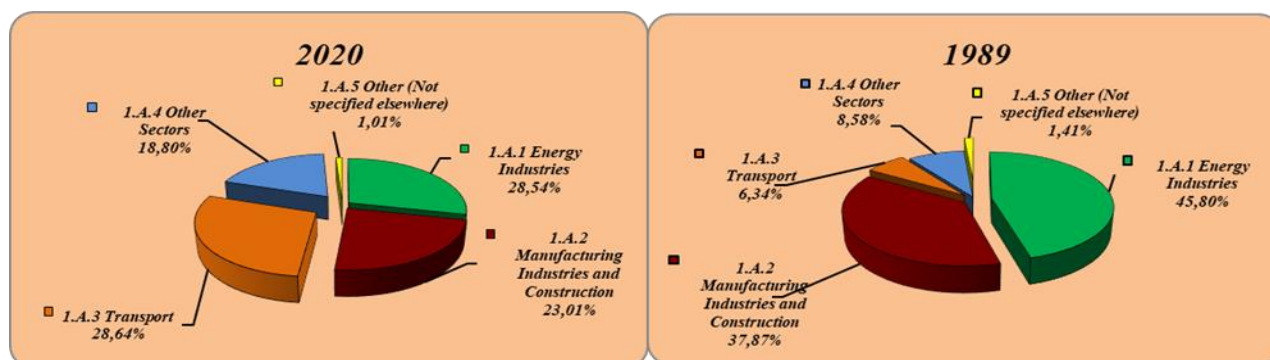 2020
1.A.5 Other (Not
specified elsewhere)
1,01%
1.A.4 Other
Sectors
18,80%
1.A.1 Energy
Industries
28,54%
1.A.2
Manufacturing
Industries and
Construction
23,01%
1.A.3 Transport
28,64%
1989
1.A.4 Other
Sectors
8,58%
1.A.5 Other (Not
specified elsewhere)
1,41%
1.A.3
Transport
6,34%
1.A.1 Energy
Industries
45,80%
1.A.2
Manufacturing
Industries and
Construction
37,87%